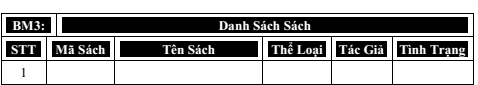 BM3: Danh Sách Sách
STT Mã Sách Tên Sách Thể Loại Tác Giả Tình Trạng
1